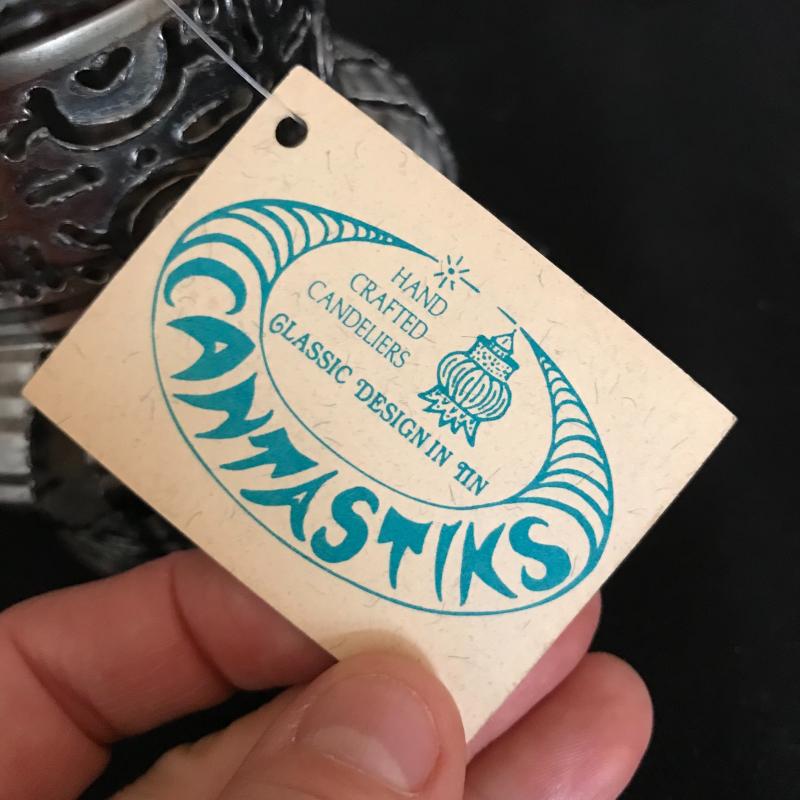 HAND
CRAFTED
CANDELIERS
CLASSIC DESIGN IN TIN
CANTASTIKS